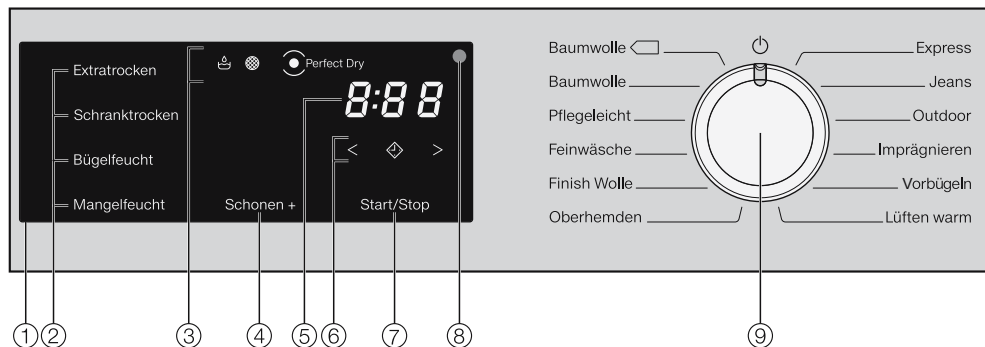 Perfect Dry
Extratrocken
8:88
Schranktrocken
< >
Bügelfeucht
Mangelfeucht
Schonen +
Start/Stop
Baumwolle
Baumwolle
Pflegeleicht
Feinwäsche
Finish Wolle
Oberhemden
Express
Jeans
Outdoor
Imprägnieren
Vorbügeln
Lüften warm
① ② ③ ④ ⑤ ⑥ ⑦ ⑧ ⑨